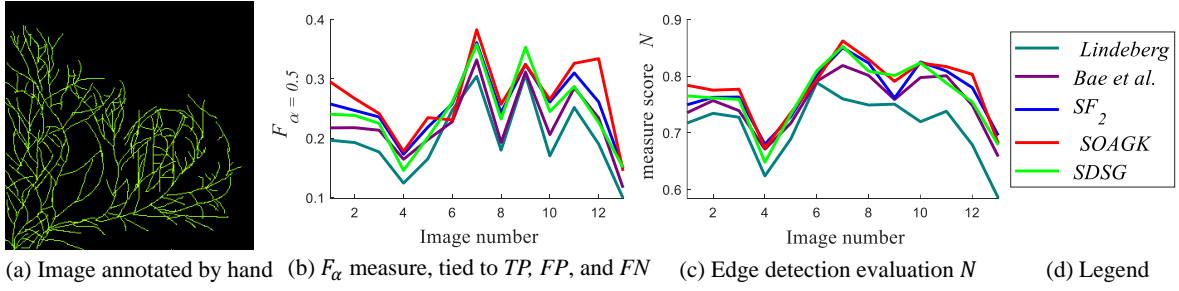 F α = 0.5
0.4
0.3
0.2
0.1
2 4 6 8 10 12
Image number
measure score N
0.9
0.8
0.7
0.6
2 4 6 8 10 12
Image number
Lindeberg
Bae et al.
SF2
SOAGK
SDSG
(a) Image annotated by hand (b) Fα measure, tied to TP, FP, and FN (c) Edge detection evaluation N (d) Legend